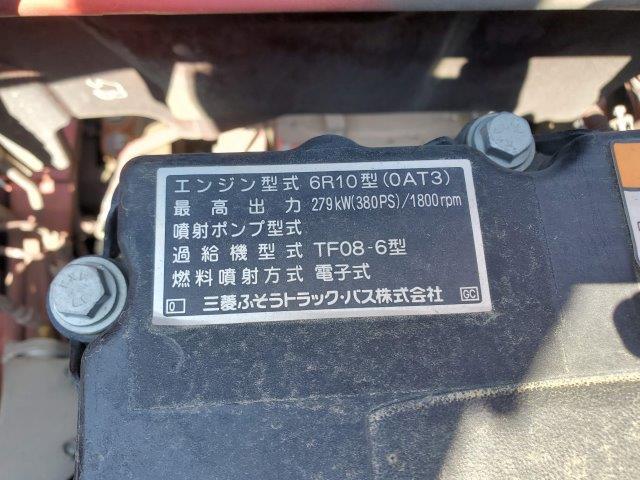 エンジン型式 6R10型(0AT3)
最高出力 279kW(380PS)/1800rpm
噴射ポンプ型式
過給機型式 TF08-6型
燃料噴射方式 電子式
0 三菱ふそうトラック・バス株式会社 GC